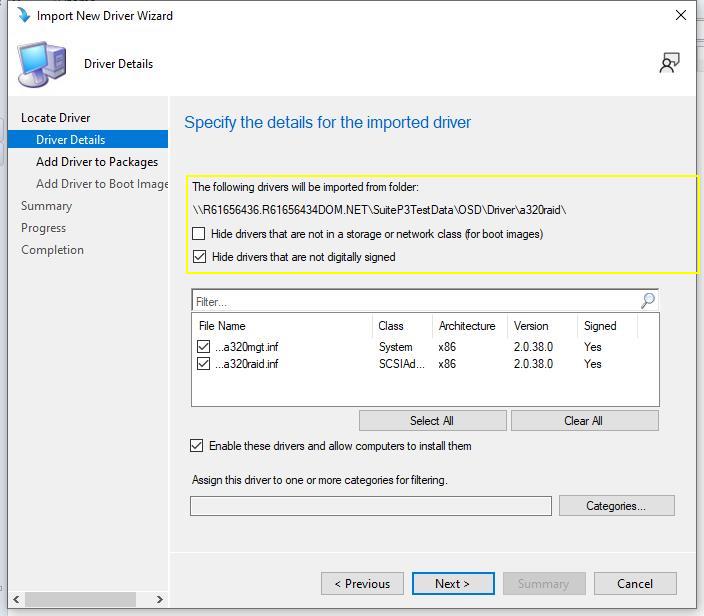 Import New Driver Wizard
Driver Details
Locate Driver
Driver Details
Add Driver to Packages
Add Driver to Boot Image
Summary
Progress
Completion
Specify the details for the imported driver
The following drivers will be imported from folder:
\\R61656436.R61656434DOM.NET\SuiteP3TestData\OSD\Driver\a320raid\
Hide drivers that are not in a storage or network class (for boot images)
Hide drivers that are not digitally signed
Filter...
File Name Class Architecture Version Signed
...a320mgt.inf System x86 2.0.38.0 Yes
...a320raid.inf SCSIAd... x86 2.0.38.0 Yes
Select All Clear All
Enable these drivers and allow computers to install them
Assign this driver to one or more categories for filtering.
Categories...
< Previous Next > Summary Cancel